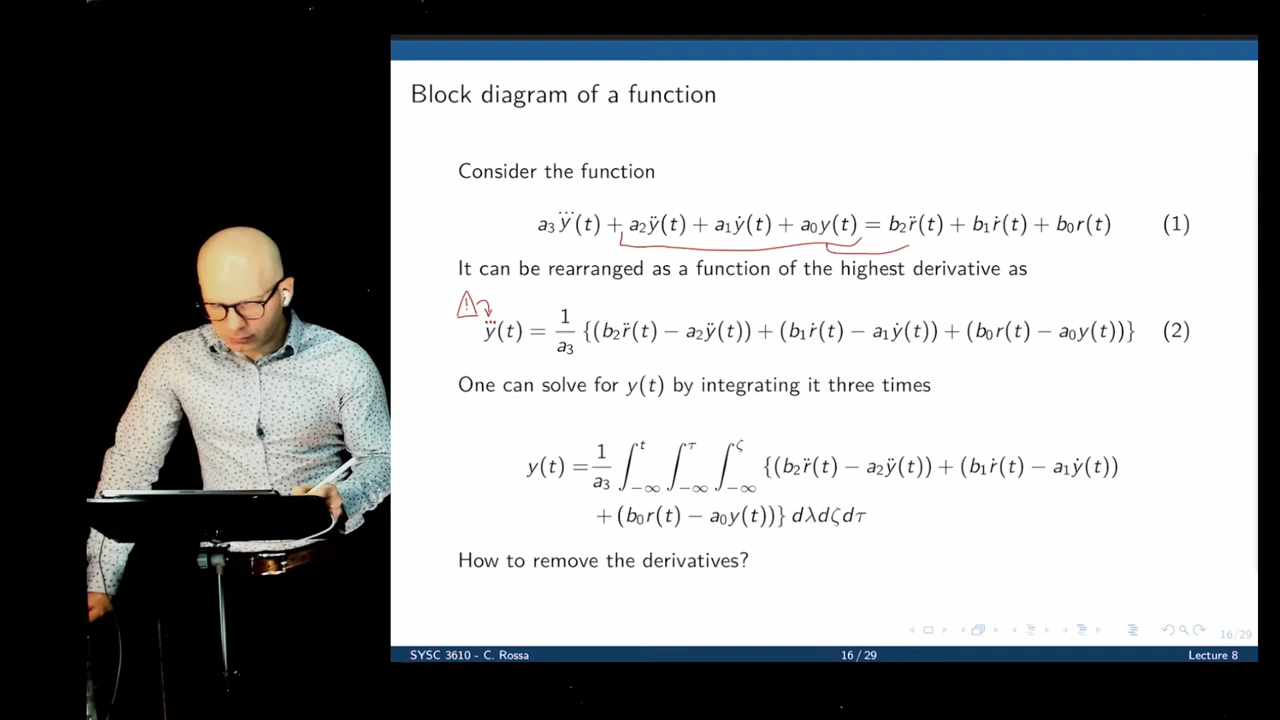 Block diagram of a function
Consider the function
a₃y⃛(t) + a₂ÿ(t) + a₁ẏ(t) + a₀y(t) = b₂r̈(t) + b₁ṙ(t) + b₀r(t) (1)
It can be rearranged as a function of the highest derivative as
!
y⃛(t) = 1/a₃ {(b₂r̈(t) − a₂ÿ(t)) + (b₁ṙ(t) − a₁ẏ(t)) + (b₀r(t) − a₀y(t))} (2)
One can solve for y(t) by integrating it three times
y(t) = 1/a₃ ∫₋∞^t ∫₋∞^τ ∫₋∞^ζ {(b₂r̈(t) − a₂ÿ(t)) + (b₁ṙ(t) − a₁ẏ(t))
+ (b₀r(t) − a₀y(t))} dλdζdτ
How to remove the derivatives?
16/29
SYSC 3610 - C. Rossa 16 / 29 Lecture 8